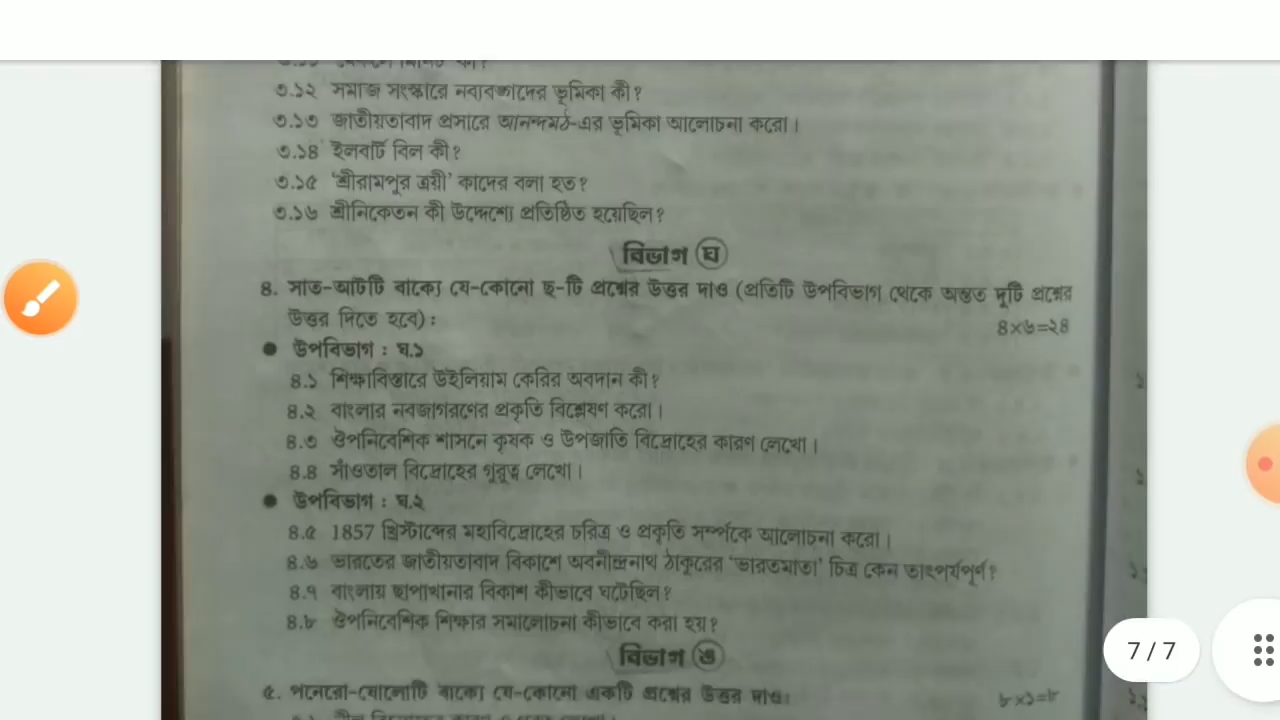 ৩.১২ সমাজ সংস্কারে নব্যবঙ্গদের ভূমিকা কী?
৩.১৩ জাতীয়তাবাদ প্রসারে আনন্দমঠ-এর ভূমিকা আলোচনা করো।
৩.১৪ ইলবার্ট বিল কী?
৩.১৫ 'শ্রীরামপুর ত্রয়ী' কাদের বলা হত?
৩.১৬ শ্রীনিকেতন কী উদ্দেশ্যে প্রতিষ্ঠিত হয়েছিল?
বিভাগ ঘ
৪. সাত-আটটি বাক্যে যে-কোনো ছ-টি প্রশ্নের উত্তর দাও (প্রতিটি উপবিভাগ থেকে অন্তত দুটি প্রশ্নের
উত্তর দিতে হবে): ৪×৬=২৪
● উপবিভাগ : ঘ.১
৪.১ শিক্ষাবিস্তারে উইলিয়াম কেরির অবদান কী?
৪.২ বাংলার নবজাগরণের প্রকৃতি বিশ্লেষণ করো।
৪.৩ ঔপনিবেশিক শাসনে কৃষক ও উপজাতি বিদ্রোহের কারণ লেখো।
৪.৪ সাঁওতাল বিদ্রোহের গুরুত্ব লেখো।
● উপবিভাগ : ঘ.২
৪.৫ 1857 খ্রিস্টাব্দের মহাবিদ্রোহের চরিত্র ও প্রকৃতি সম্পর্কে আলোচনা করো।
৪.৬ ভারতের জাতীয়তাবাদ বিকাশে অবনীন্দ্রনাথ ঠাকুরের 'ভারতমাতা' চিত্র কেন তাৎপর্যপূর্ণ?
৪.৭ বাংলায় ছাপাখানার বিকাশ কীভাবে ঘটেছিল?
৪.৮ ঔপনিবেশিক শিক্ষার সমালোচনা কীভাবে করা হয়?
7 / 7
বিভাগ ঙ
৫. পনেরো-ষোলোটি বাক্যে যে-কোনো একটি প্রশ্নের উত্তর দাও: ৮×১=৮